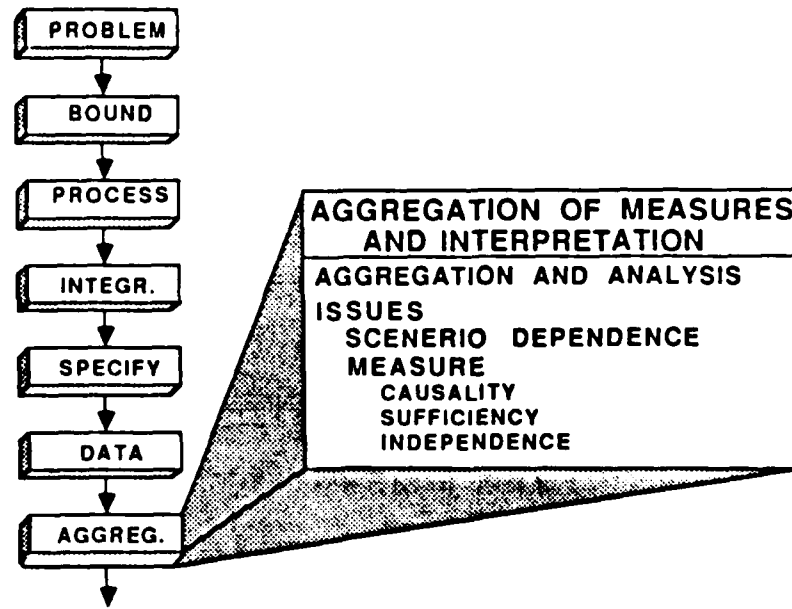 PROBLEM
BOUND
PROCESS
INTEGR.
SPECIFY
DATA
AGGREG.
AGGREGATION OF MEASURES
AND INTERPRETATION
AGGREGATION AND ANALYSIS
ISSUES
SCENERIO DEPENDENCE
MEASURE
CAUSALITY
SUFFICIENCY
INDEPENDENCE